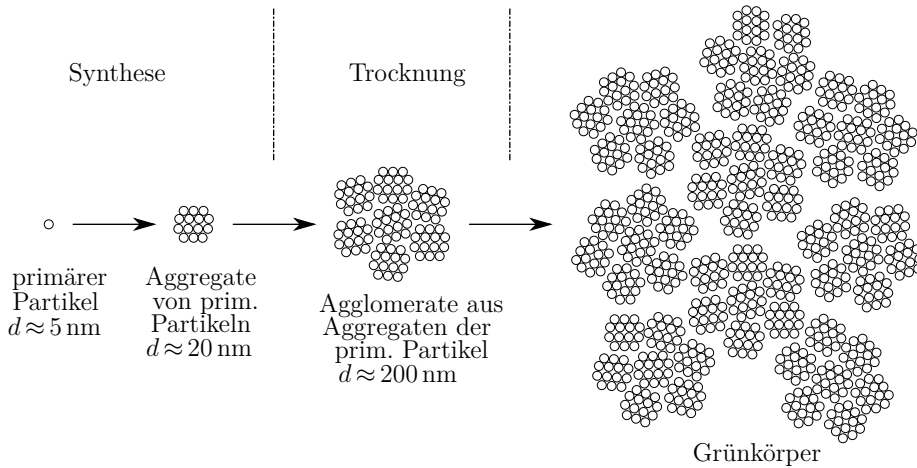 Synthese
Trocknung
primärer
Partikel
d ≈ 5 nm
Aggregate
von prim.
Partikeln
d ≈ 20 nm
Agglomerate aus
Aggregaten der
prim. Partikel
d ≈ 200 nm
Grünkörper